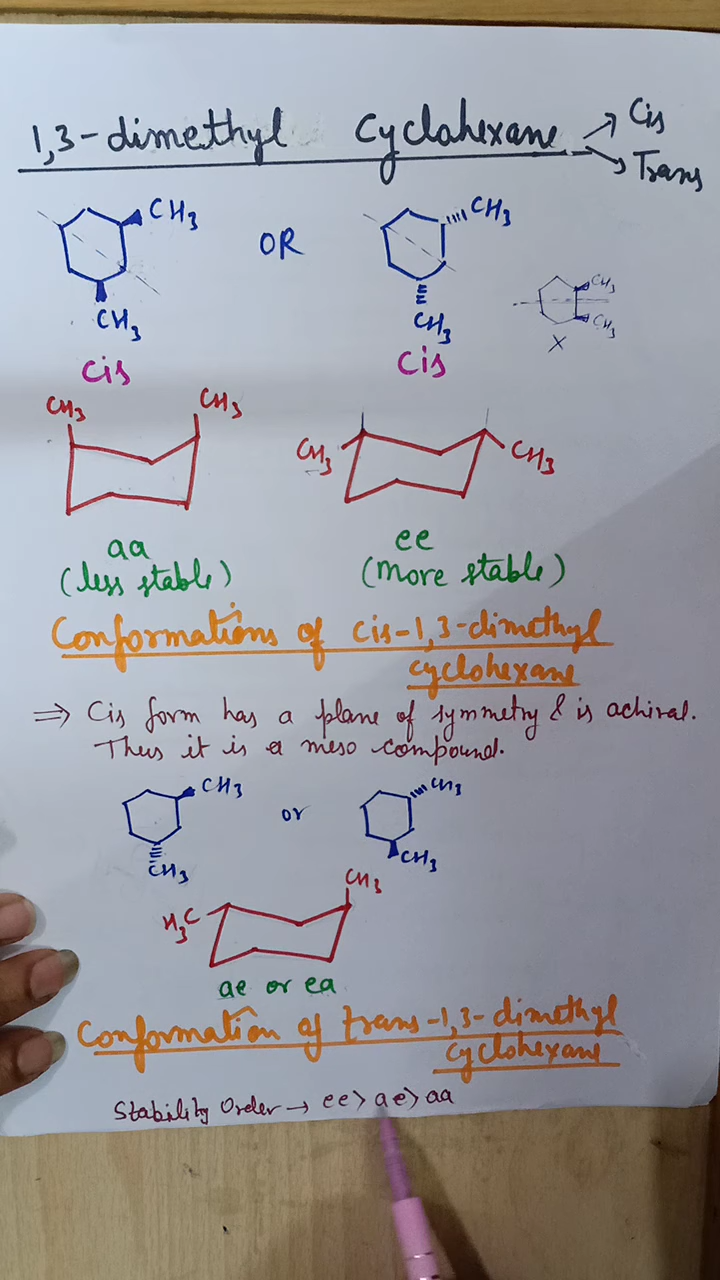 1,3-dimethyl Cyclohexane
Cis
Trans
CH3
OR
CH3
CH3
CH3
CH3
CH3
X
Cis
Cis
CH3
CH3
CH3
CH3
aa
(less stable)
ee
(More stable)
Conformations of cis-1,3-dimethyl
cyclohexane
⇒ Cis form has a plane of symmetry & is achiral.
Thus it is a meso compound.
CH3
or
CH3
CH3
CH3
CH3
H3C
ae or ea
Conformation of trans-1,3-dimethyl
cyclohexane
Stability Order → ee > ae > aa